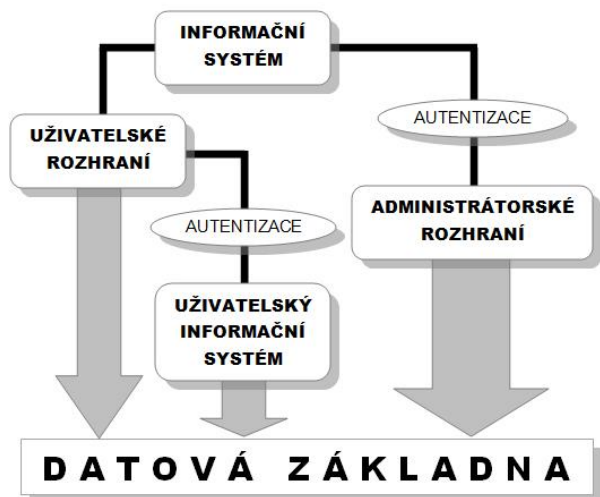 INFORMAČNÍ
SYSTÉM
AUTENTIZACE
UŽIVATELSKÉ
ROZHRANÍ
ADMINISTRÁTORSKÉ
ROZHRANÍ
AUTENTIZACE
UŽIVATELSKÝ
INFORMAČNÍ
SYSTÉM
DATOVÁ ZÁKLADNA